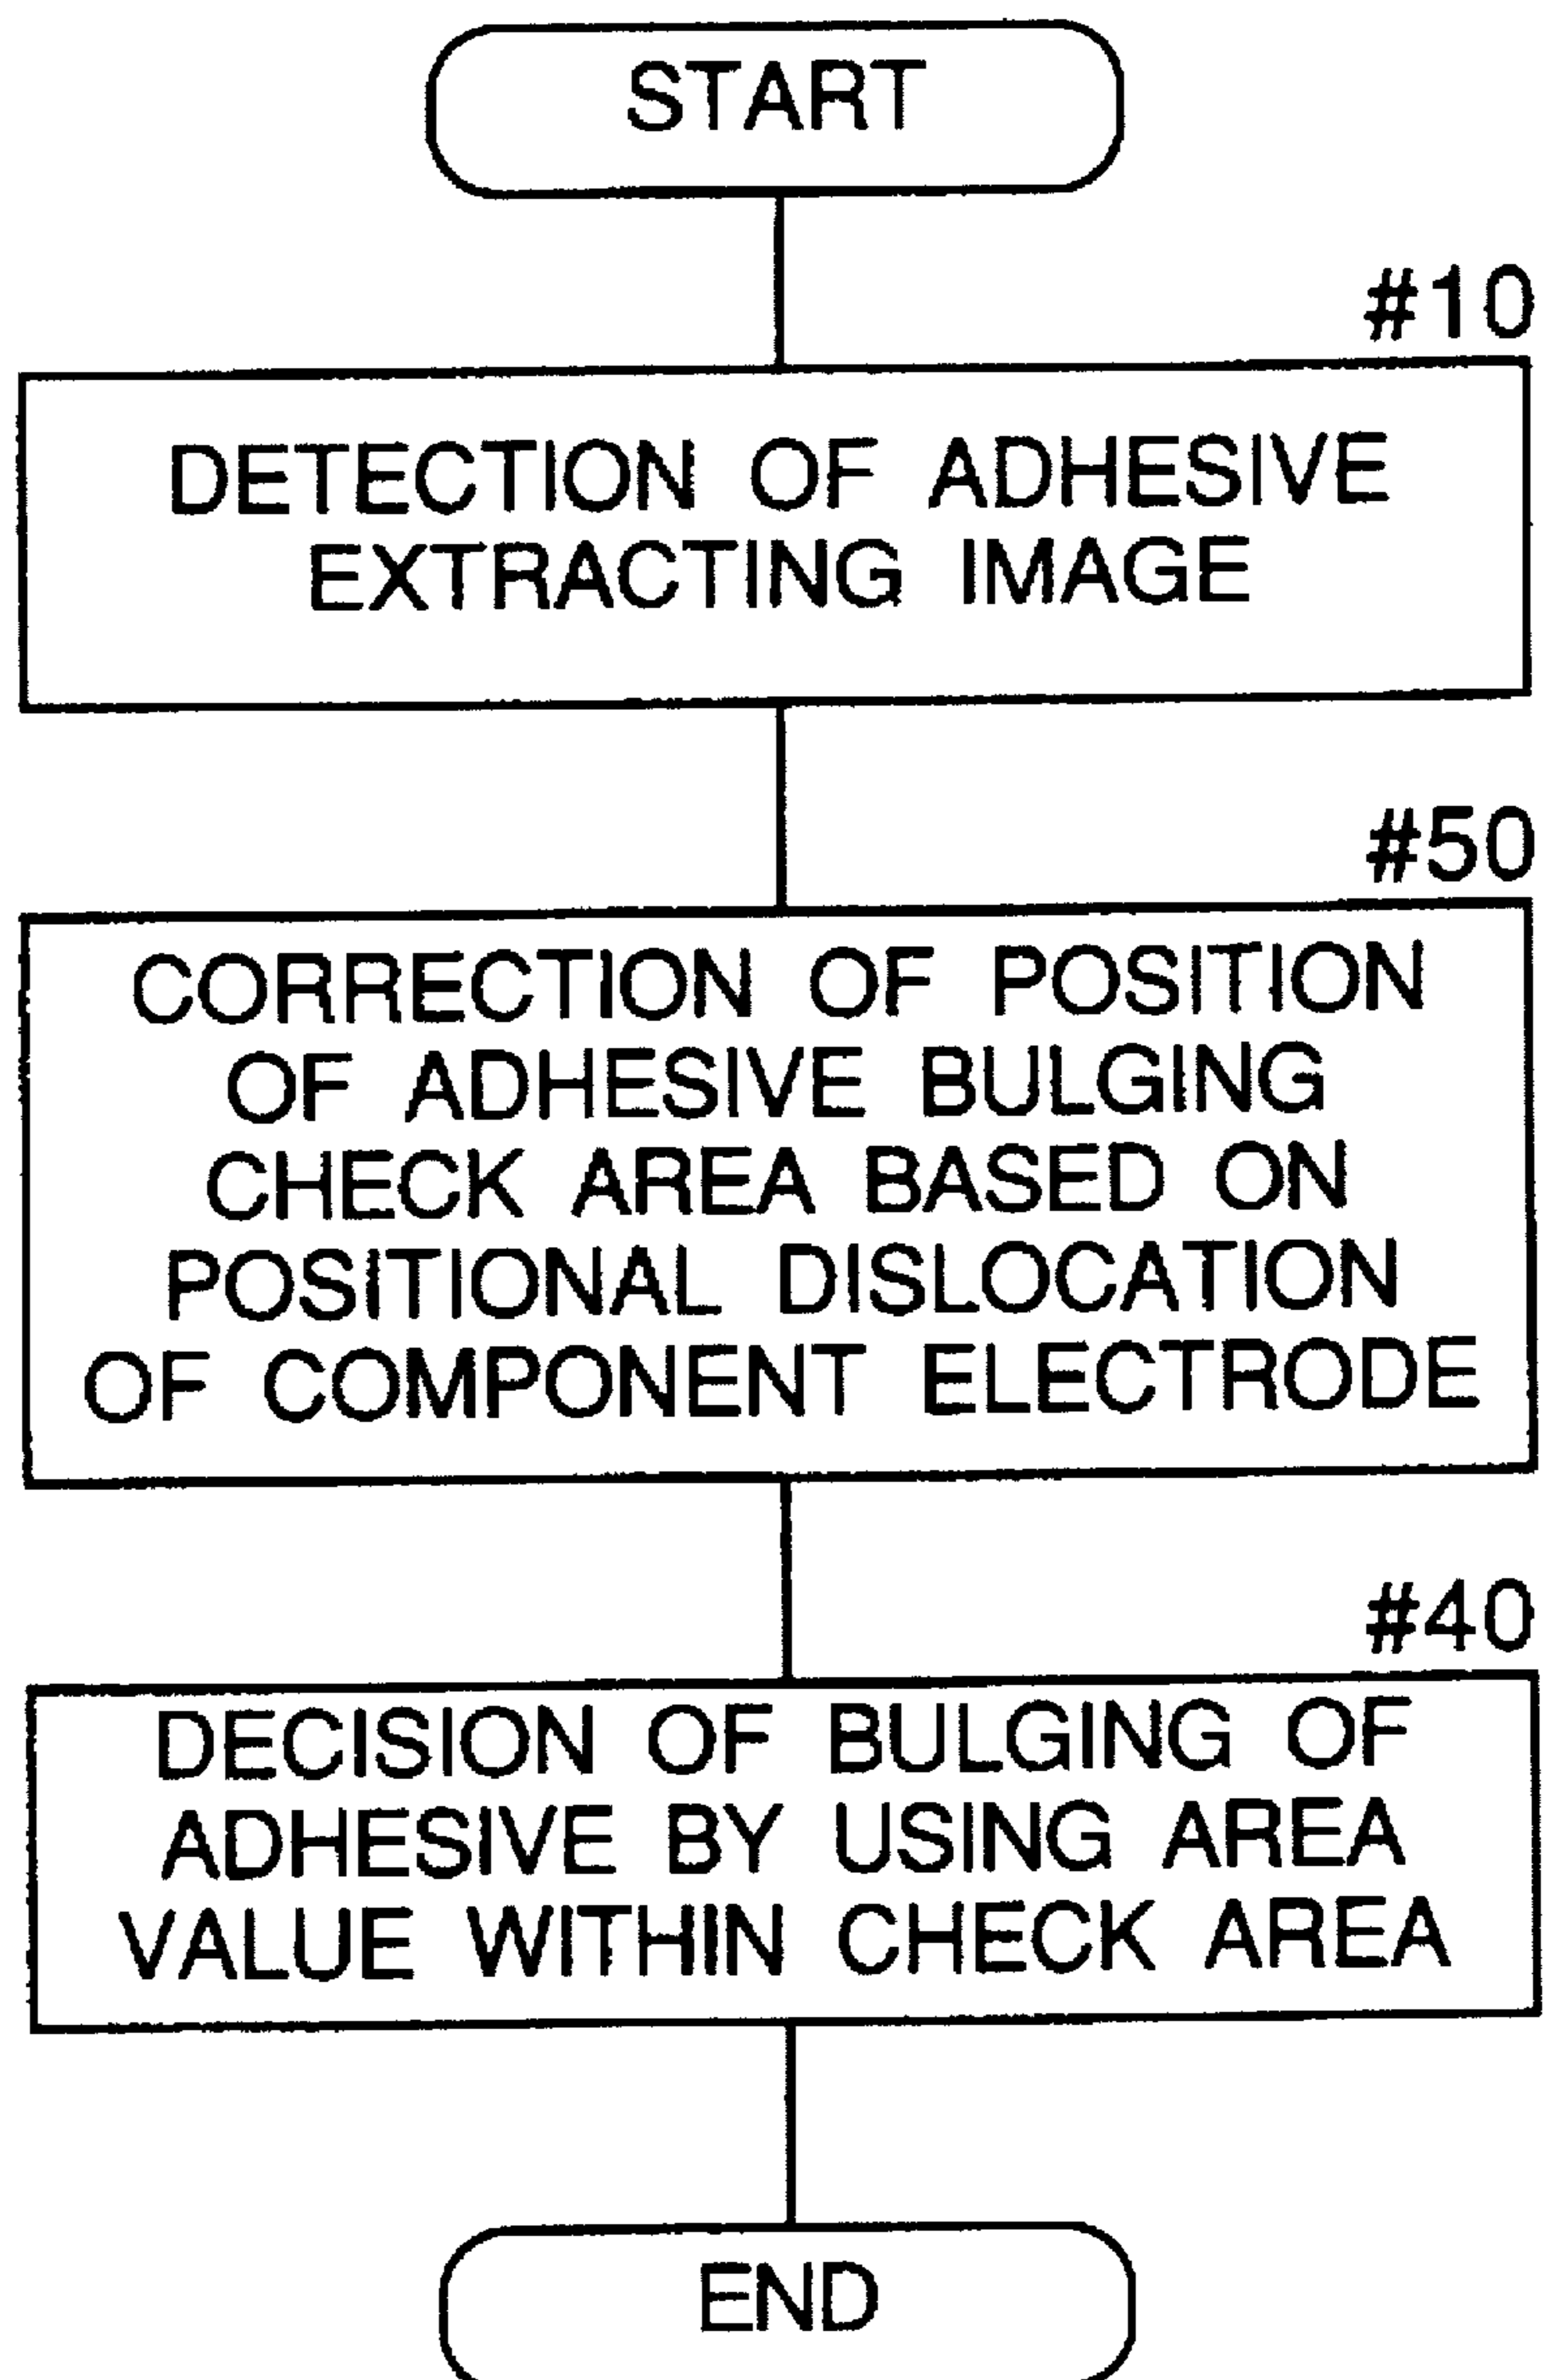 START
#10
DETECTION OF ADHESIVE
EXTRACTING IMAGE
#50
CORRECTION OF POSITION
OF ADHESIVE BULGING
CHECK AREA BASED ON
POSITIONAL DISLOCATION
OF COMPONENT ELECTRODE
#40
DECISION OF BULGING OF
ADHESIVE BY USING AREA
VALUE WITHIN CHECK AREA
END